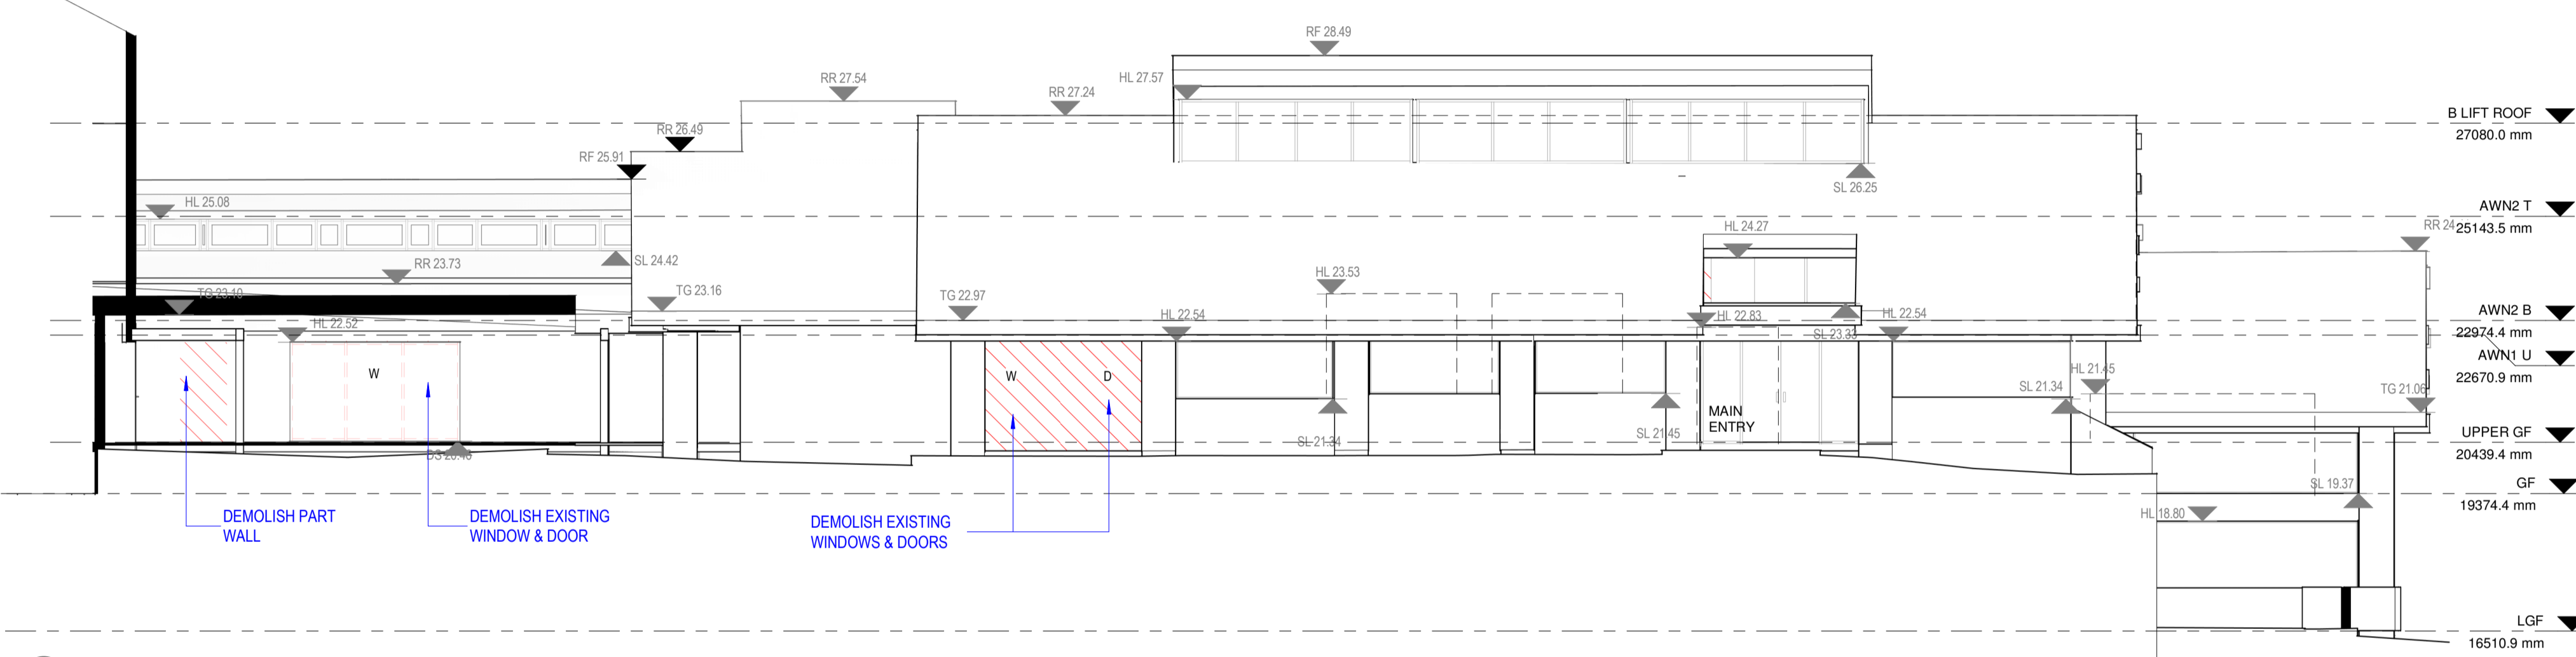 RF 28.49
HL 27.57
RR 27.54
RR 27.24
B LIFT ROOF
27080.0 mm
RR 26.49
RF 25.91
SL 26.25
HL 25.08
AWN2 T
25143.5 mm
HL 24.27
RR 24
SL 24.42
RR 23.73
HL 23.53
TG 23.10
TG 23.16
TG 22.97
HL 22.54
HL 22.83
HL 22.54
AWN2 B
22974.4 mm
HL 22.52
SL 23.33
AWN1 U
22670.9 mm
HL 21.45
W
W
D
SL 21.34
TG 21.06
MAIN
ENTRY
SL 21.34
SL 21.45
UPPER GF
20439.4 mm
GF
19374.4 mm
SL 19.37
HL 18.80
DEMOLISH PART
WALL
DEMOLISH EXISTING
WINDOW & DOOR
DEMOLISH EXISTING
WINDOWS & DOORS
LGF
16510.9 mm